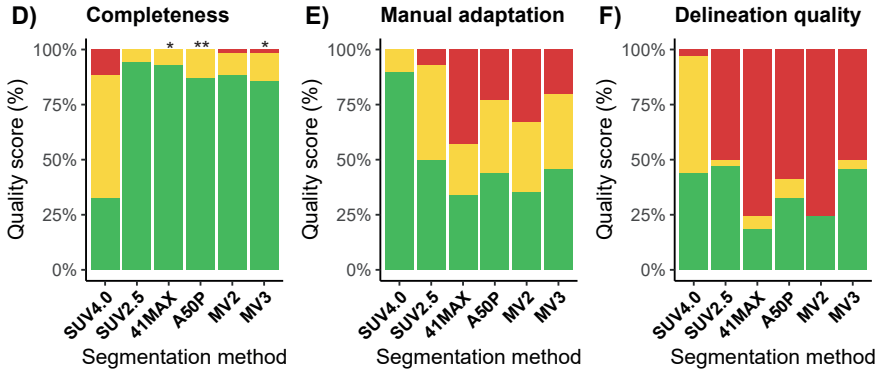 D) Completeness
Quality score (%)
100%
75%
50%
25%
0%
* ** *
SUV4.0 SUV2.5 41MAX A50P MV2 MV3
Segmentation method
E) Manual adaptation
Quality score (%)
100%
75%
50%
25%
0%
SUV4.0 SUV2.5 41MAX A50P MV2 MV3
Segmentation method
F) Delineation quality
Quality score (%)
100%
75%
50%
25%
0%
SUV4.0 SUV2.5 41MAX A50P MV2 MV3
Segmentation method